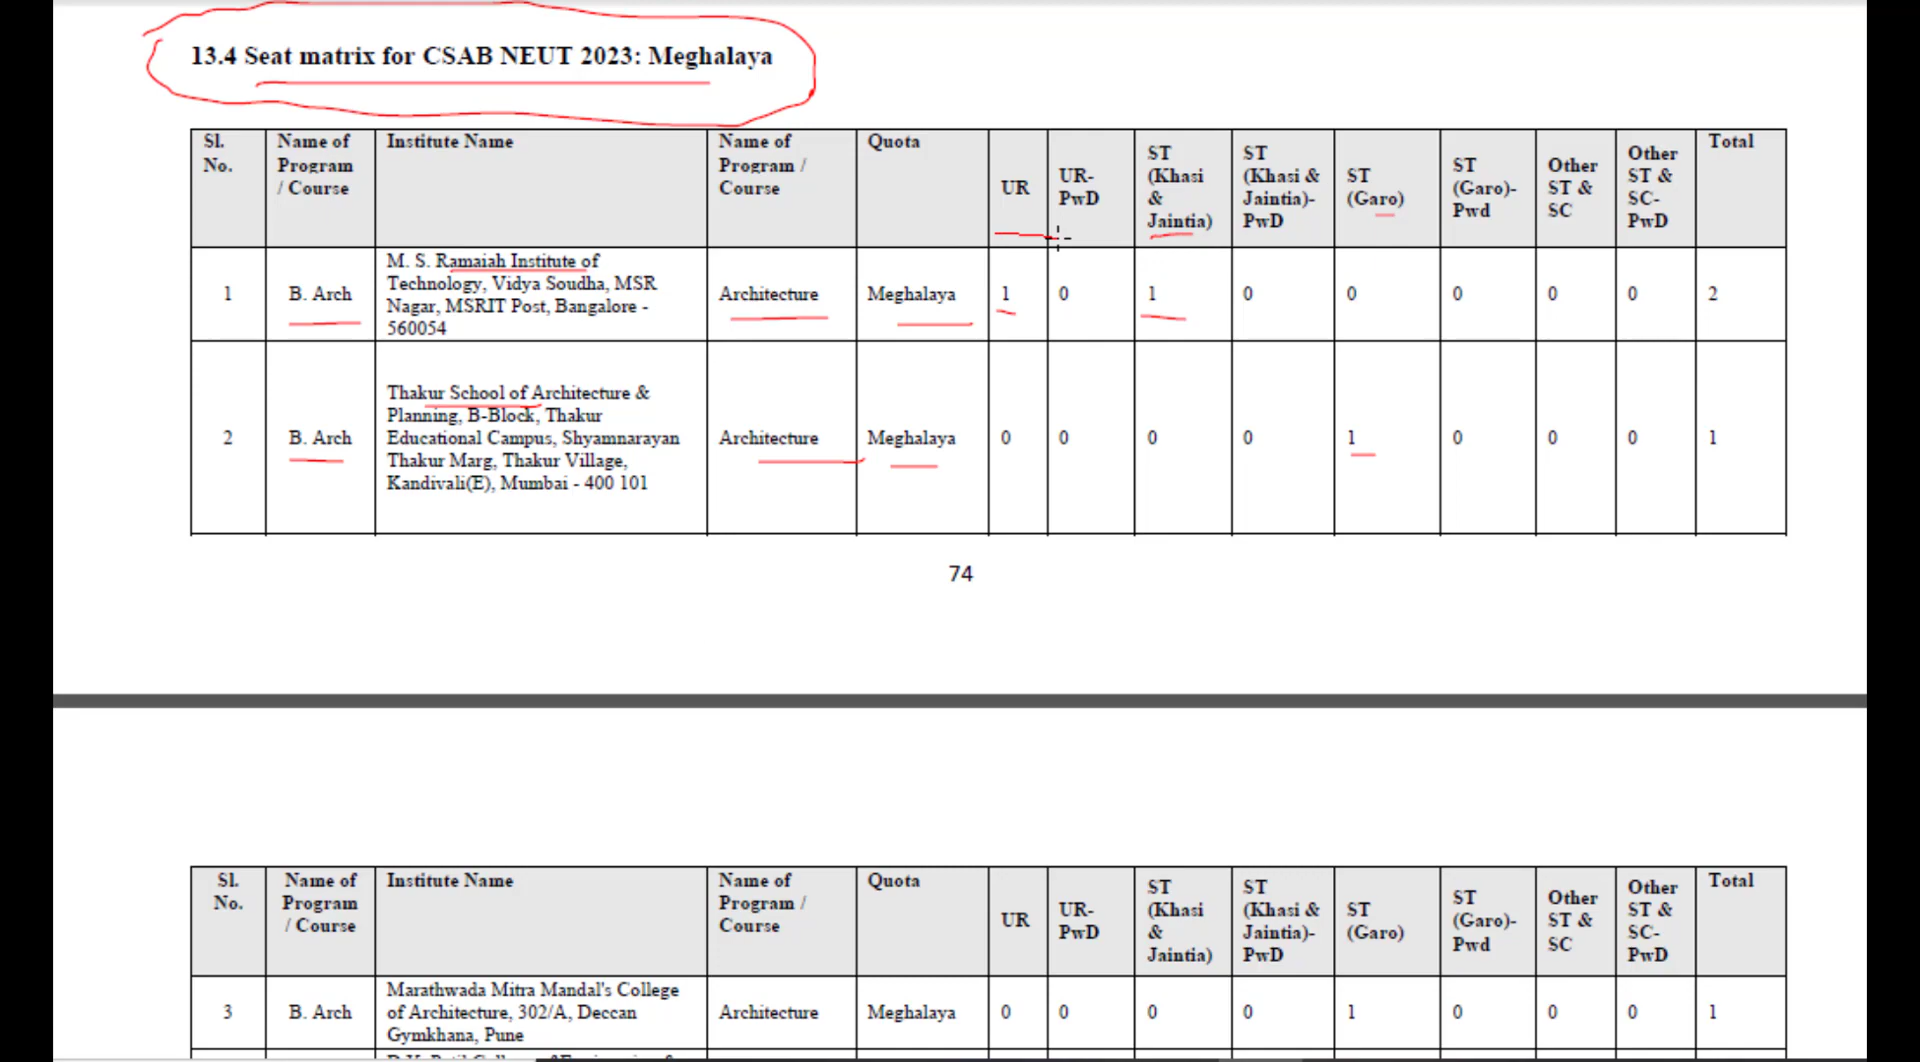 13.4 Seat matrix for CSAB NEUT 2023: Meghalaya
Sl. No. Name of Program / Course Institute Name Name of Program / Course Quota UR UR-PwD ST (Khasi & Jaintia) ST (Khasi & Jaintia)-PwD ST (Garo) ST (Garo)-Pwd Other ST & SC Other ST & SC-PwD Total
1 B. Arch M. S. Ramaiah Institute of
Technology, Vidya Soudha, MSR
Nagar, MSRIT Post, Bangalore -
560054
Architecture Meghalaya 1 0 1 0 0 0 0 0 2
2 B. Arch Thakur School of Architecture &
Planning, B-Block, Thakur
Educational Campus, Shyamnarayan
Thakur Marg, Thakur Village,
Kandivali(E), Mumbai - 400 101
Architecture Meghalaya 0 0 0 0 1 0 0 0 1
74
Sl. No. Name of Program / Course Institute Name Name of Program / Course Quota UR UR-PwD ST (Khasi & Jaintia) ST (Khasi & Jaintia)-PwD ST (Garo) ST (Garo)-Pwd Other ST & SC Other ST & SC-PwD Total
3 B. Arch Marathwada Mitra Mandal's College
of Architecture, 302/A, Deccan
Gymkhana, Pune
Architecture Meghalaya 0 0 0 0 1 0 0 0 1